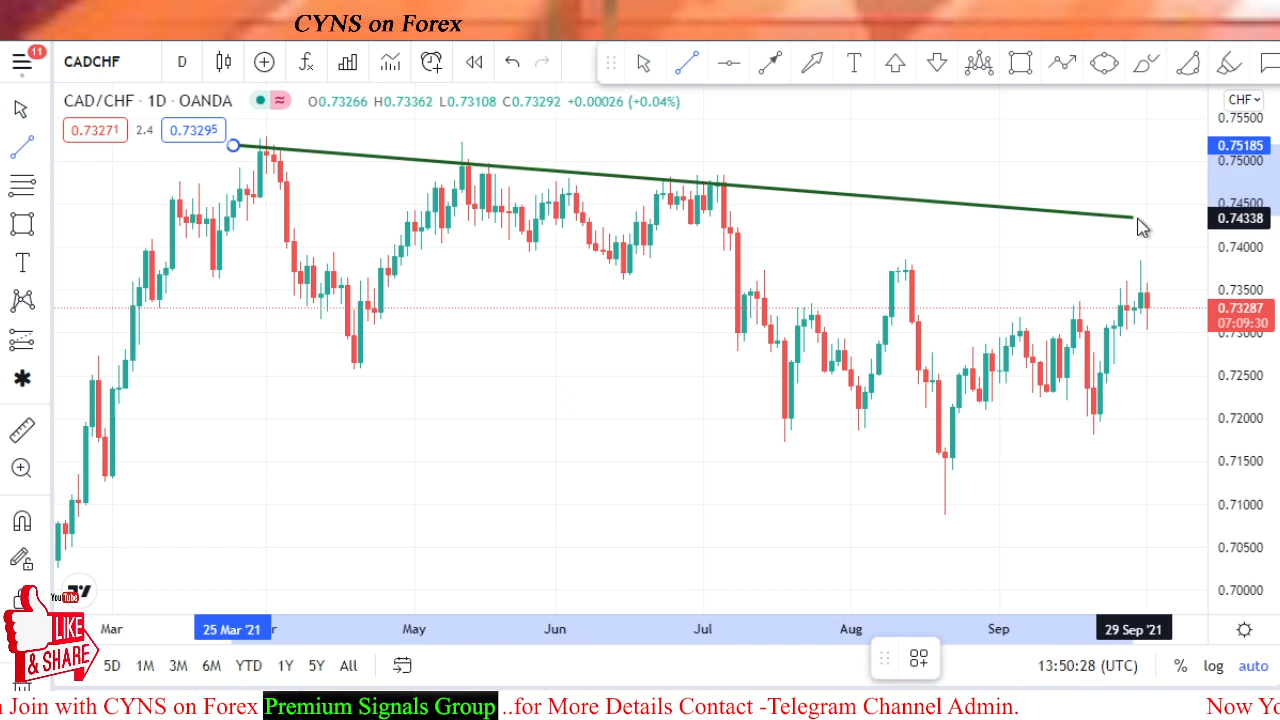 CYNS on Forex
11
CADCHF
D
CAD/CHF · 1D · OANDA
O0.73266 H0.73362 L0.73108 C0.73292 +0.00026 (+0.04%)
CHF
0.73271
2.4
0.73295
0.75500
0.75185
0.75000
0.74500
0.74338
0.74000
0.73500
0.73287
07:09:30
0.73000
0.72500
0.72000
0.71500
0.71000
0.70500
0.70000
YouTube
LIKE
& SHARE
Mar
25 Mar '21
r
May
Jun
Jul
Aug
Sep
29 Sep '21
5D 1M 3M 6M YTD 1Y 5Y All
13:50:28 (UTC)
% log auto
Join with CYNS on Forex Premium Signals Group ..for More Details Contact -Telegram Channel Admin. Now Yo